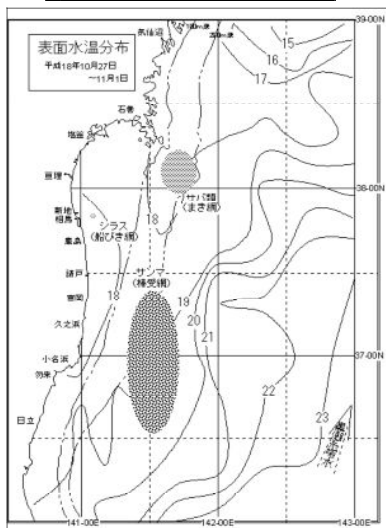 表面水温分布
平成18年10月27日
～11月1日
気仙沼
39-00N
15
16
17
石巻
塩釜
亘理
38-00N
サバ類
(まき網)
新地
相馬
シラス
(船びき網)
18
鹿島
サンマ
(棒受網)
請戸
富岡
18
19
20
21
久之浜
小名浜
37-00N
勿来
22
23
日立
141-00E
142-00E
143-00E